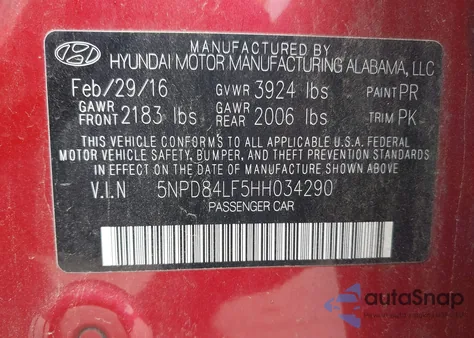 MANUFACTURED BY
HYUNDAI MOTOR MANUFACTURING ALABAMA, LLC
Feb/29/16 GVWR 3924 lbs PAINT PR
GAWR FRONT 2183 lbs GAWR REAR 2006 lbs TRIM PK
THIS VEHICLE CONFORMS TO ALL APPLICABLE U.S.A. FEDERAL
MOTOR VEHICLE SAFETY, BUMPER, AND THEFT PREVENTION STANDARDS
IN EFFECT ON THE DATE OF MANUFACTURE SHOWN ABOVE.
V.I.N 5NPD84LF5HH034290
PASSENGER CAR
autoSnap